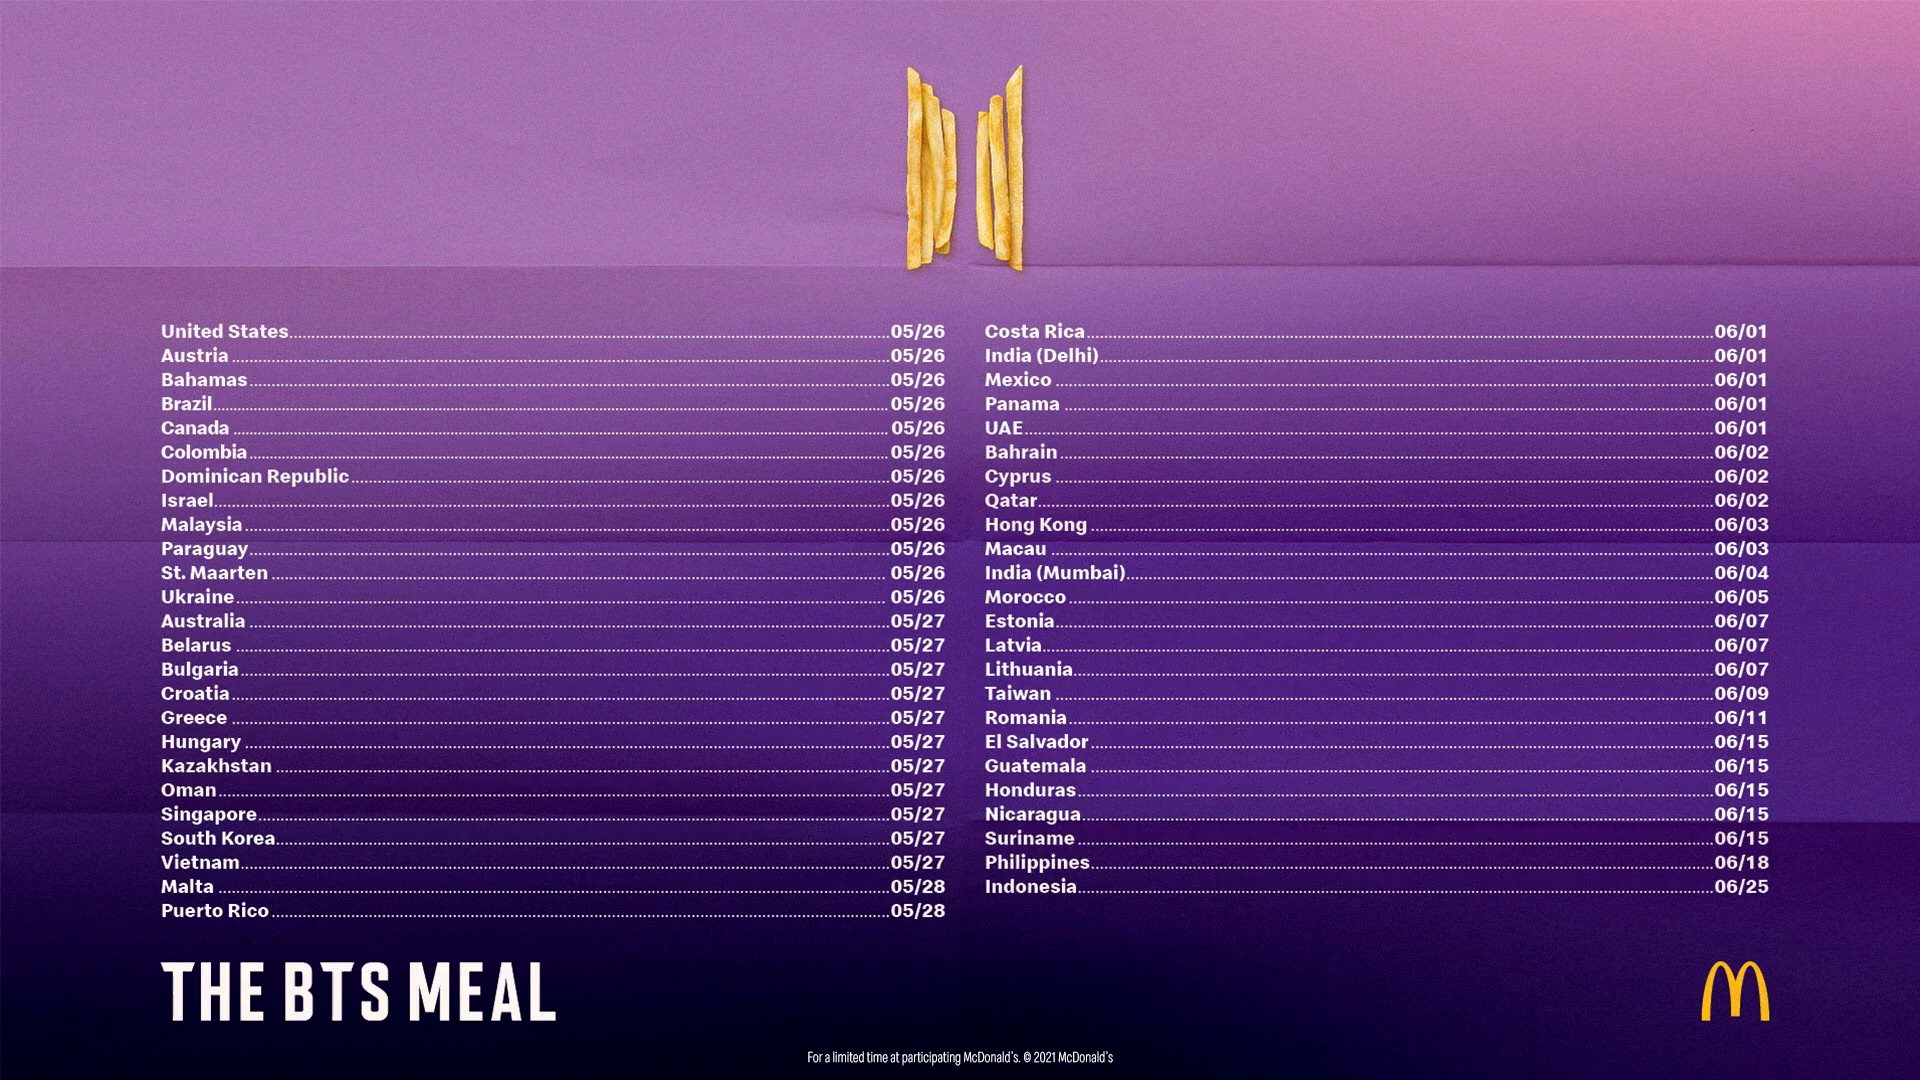 United States 05/26
Austria 05/26
Bahamas 05/26
Brazil 05/26
Canada 05/26
Colombia 05/26
Dominican Republic 05/26
Israel 05/26
Malaysia 05/26
Paraguay 05/26
St. Maarten 05/26
Ukraine 05/26
Australia 05/27
Belarus 05/27
Bulgaria 05/27
Croatia 05/27
Greece 05/27
Hungary 05/27
Kazakhstan 05/27
Oman 05/27
Singapore 05/27
South Korea 05/27
Vietnam 05/27
Malta 05/28
Puerto Rico 05/28
Costa Rica 06/01
India (Delhi) 06/01
Mexico 06/01
Panama 06/01
UAE 06/01
Bahrain 06/02
Cyprus 06/02
Qatar 06/02
Hong Kong 06/03
Macau 06/03
India (Mumbai) 06/04
Morocco 06/05
Estonia 06/07
Latvia 06/07
Lithuania 06/07
Taiwan 06/09
Romania 06/11
El Salvador 06/15
Guatemala 06/15
Honduras 06/15
Nicaragua 06/15
Suriname 06/15
Philippines 06/18
Indonesia 06/25
THE BTS MEAL
For a limited time at participating McDonald's. © 2021 McDonald's